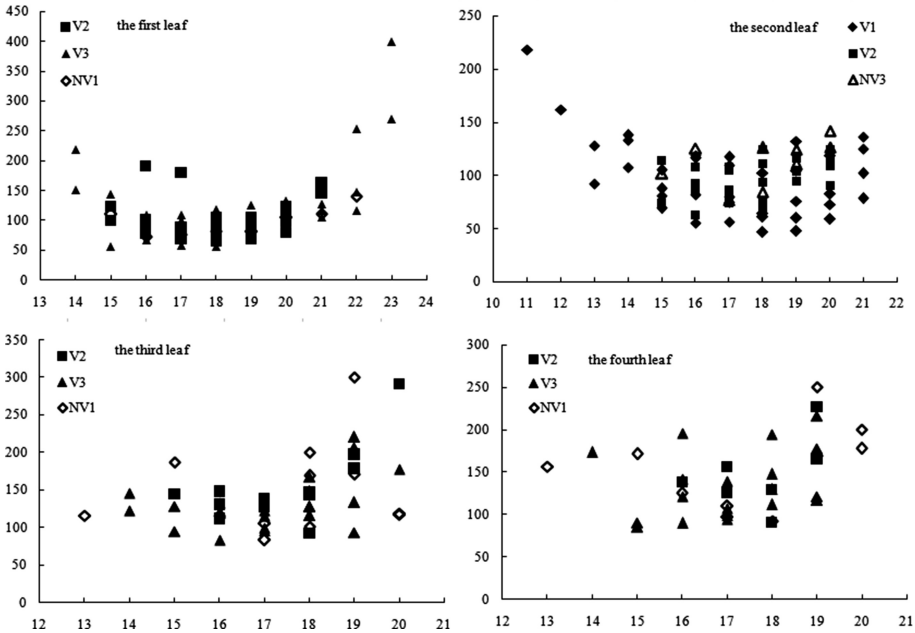 the first leaf
V2
V3
NV1
450
400
350
300
250
200
150
100
50
0
13 14 15 16 17 18 19 20 21 22 23 24
the second leaf
V1
V2
NV3
250
200
150
100
50
0
10 11 12 13 14 15 16 17 18 19 20 21 22
the third leaf
V2
V3
NV1
350
300
250
200
150
100
50
0
12 13 14 15 16 17 18 19 20 21
the fourth leaf
V2
V3
NV1
300
250
200
150
100
50
0
12 13 14 15 16 17 18 19 20 21